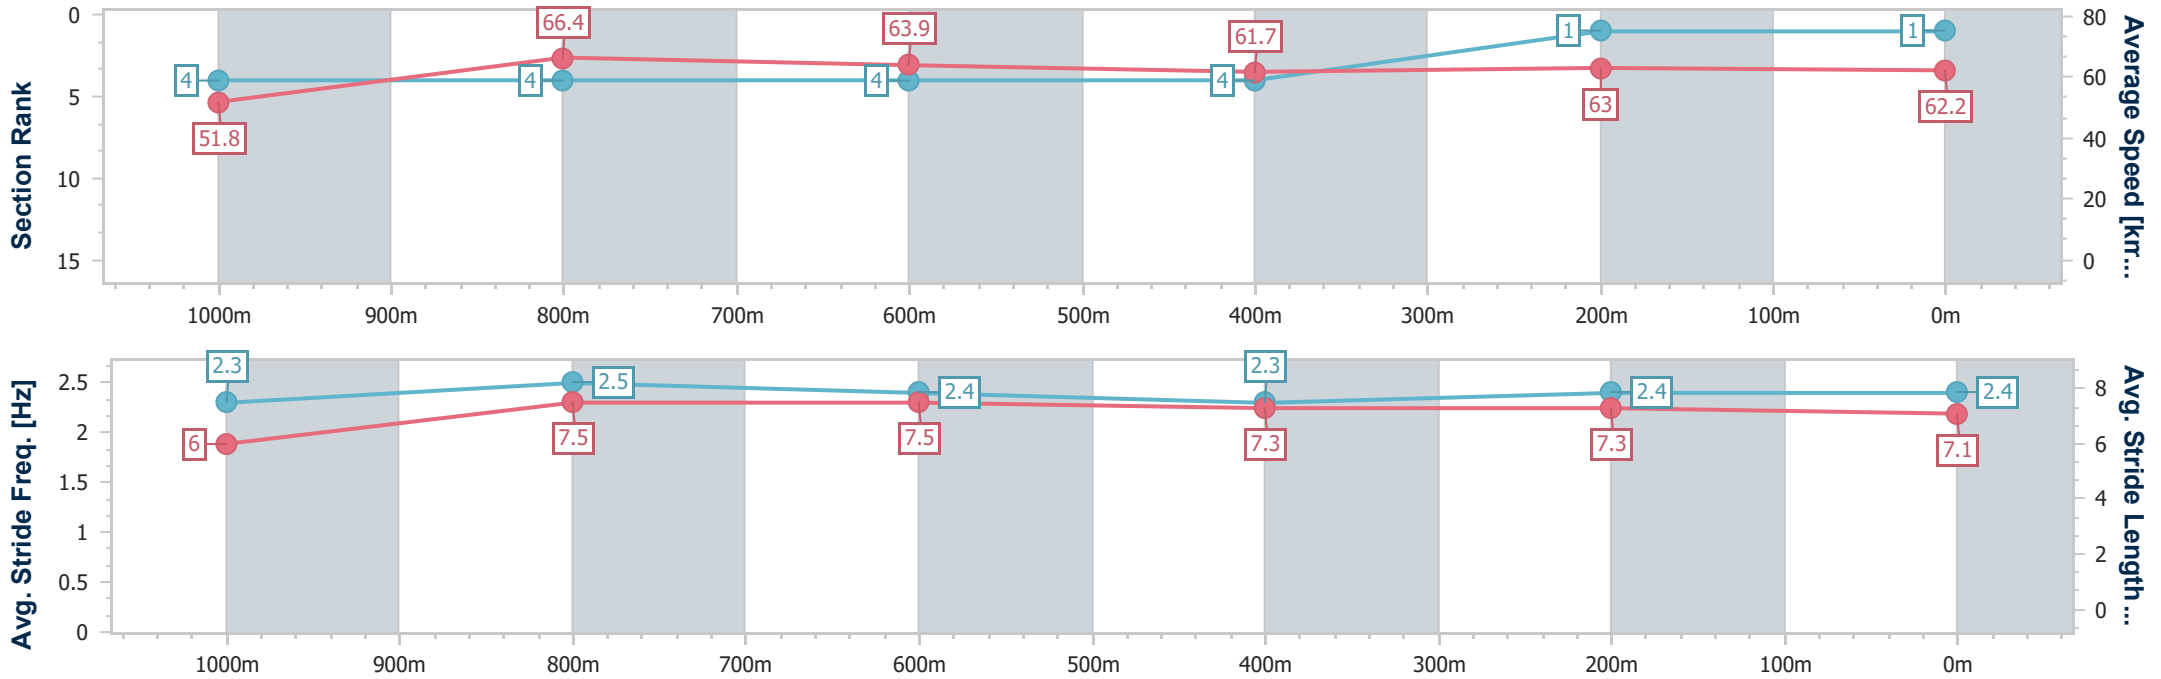 Section Rank
0
5
10
15
4
4
4
4
1
1
51.8
66.4
63.9
61.7
63
62.2
80
60
40
20
0
Average Speed [km...
1000m
900m
800m
700m
600m
500m
400m
300m
200m
100m
0m
Avg. Stride Freq. [Hz]
2.5
2
1.5
1
0.5
0
2.3
2.5
2.4
2.3
2.4
2.4
6
7.5
7.5
7.3
7.3
7.1
8
6
4
2
0
Avg. Stride Length...
1000m
900m
800m
700m
600m
500m
400m
300m
200m
100m
0m